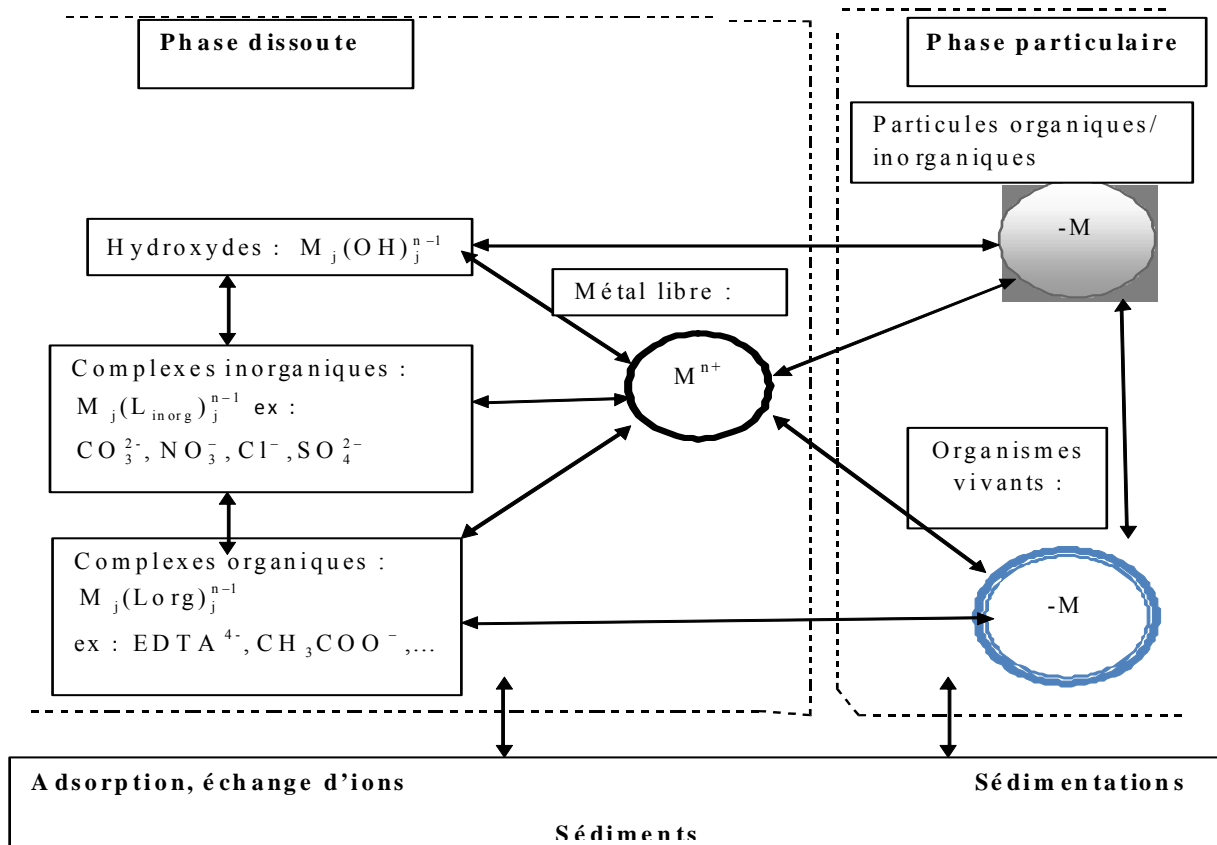 Phase dissoute
Phase particulaire
Particules organiques/
inorganiques
-M
Hydroxydes : M j (OH) j n-1
Métal libre :
M n+
Complexes inorganiques :
M j (L inorg ) j n-1 ex :
CO 3 2-, NO 3 -, Cl -, SO 4 2-
Organismes
vivants :
Complexes organiques :
M j (Lorg) j n-1
ex : EDTA 4-, CH 3 COO -, ...
-M
Adsorption, échange d'ions
Sédimentations
Sédiments